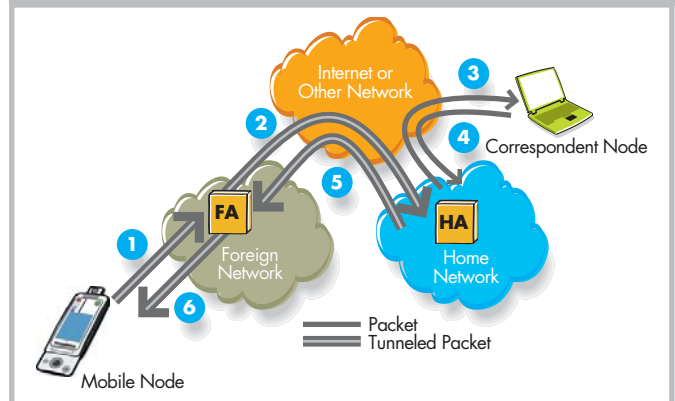 Internet or
Other Network
3
2
4
Correspondent Node
5
FA
HA
1
Foreign
Network
Home
Network
6
Packet
Tunneled Packet
Mobile Node